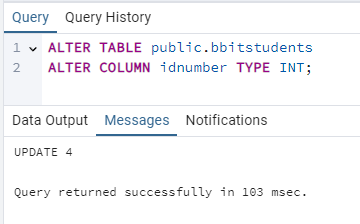 Query Query History
1 ALTER TABLE public.bbitstudents
2 ALTER COLUMN idnumber TYPE INT;
Data Output Messages Notifications
UPDATE 4
Query returned successfully in 103 msec.